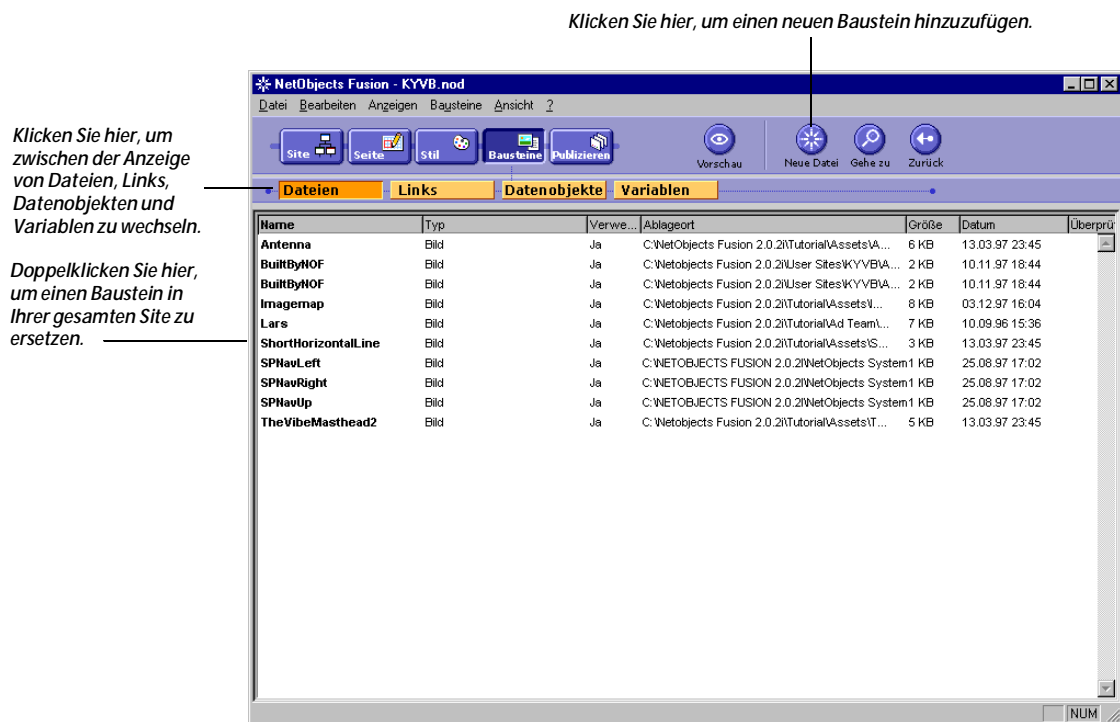 Klicken Sie hier, um einen neuen Baustein hinzuzufügen.
NetObjects Fusion - KYVB.nod
Datei Bearbeiten Anzeigen Bausteine Ansicht ?
Klicken Sie hier, um
zwischen der Anzeige
von Dateien, Links,
Datenobjekten und
Variablen zu wechseln.
Doppelklicken Sie hier,
um einen Baustein in
Ihrer gesamten Site zu
ersetzen.
Site Seite Stil Bausteine Publizieren Vorschau Neue Datei Gehe zu Zurück
Dateien Links Datenobjekte Variablen
Name Typ Verwe... Ablageort Größe Datum Überprü
Antenna Bild Ja C:\NetObjects Fusion 2.0.2i\Tutorial\Assets\A... 6 KB 13.03.97 23:45
BuiltByNOF Bild Ja C:\Netobjects Fusion 2.0.2i\User Sites\KYVB\A... 2 KB 10.11.97 18:44
BuiltByNOF Bild Ja C:\Netobjects Fusion 2.0.2i\User Sites\KYVB\A... 2 KB 10.11.97 18:44
Imagemap Bild Ja C:\Netobjects Fusion 2.0.2i\Tutorial\Assets\I... 8 KB 03.12.97 16:04
Lars Bild Ja C:\Netobjects Fusion 2.0.2i\Tutorial\Ad Team\... 7 KB 10.09.96 15:36
ShortHorizontalLine Bild Ja C:\Netobjects Fusion 2.0.2i\Tutorial\Assets\S... 3 KB 13.03.97 23:45
SPNavLeft Bild Ja C:\NETOBJECTS FUSION 2.0.2I\NetObjects System 1 KB 25.08.97 17:02
SPNavRight Bild Ja C:\NETOBJECTS FUSION 2.0.2I\NetObjects System 1 KB 25.08.97 17:02
SPNavUp Bild Ja C:\NETOBJECTS FUSION 2.0.2I\NetObjects System 1 KB 25.08.97 17:02
TheVibeMasthead2 Bild Ja C:\Netobjects Fusion 2.0.2i\Tutorial\Assets\T... 5 KB 13.03.97 23:45
NUM